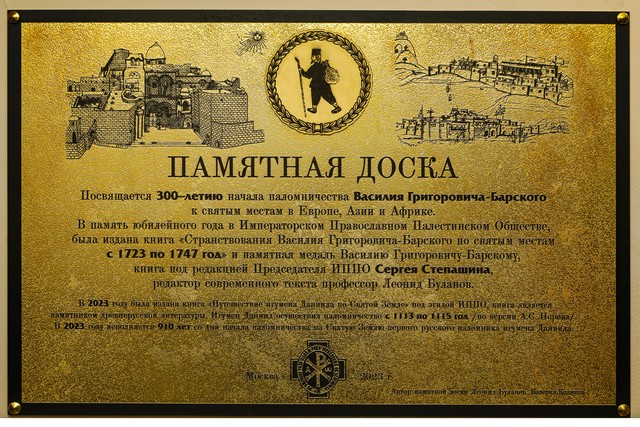 ПАМЯТНАЯ ДОСКА
Посвящается 300–летию начала паломничества Василия Григоровича-Барского
к святым местам в Европе, Азии и Африке.
В память юбилейного года в Императорском Православном Палестинском Обществе,
была издана книга «Странствования Василия Григоровича-Барского по святым местам
с 1723 по 1747 год» и памятная медаль Василию Григоровичу-Барскому,
книга под редакцией Председателя ИППО Сергея Степашина,
редактор современного текста профессор Леонид Буланов.
В 2023 году была издана книга «Путешествие игумена Даниила по Святой Земле» под эгидой ИППО, книга является
памятником древнерусской литературы. Игумен Даниил осуществил паломничество с 1113 по 1115 год /по версии А.С. Норова/.
В 2023 году исполняется 910 лет со дня начала паломничества на Святую Землю первого русского паломника игумена Даниила.
Москва 2023 г.
Автор памятной доски Леонид Буланов.